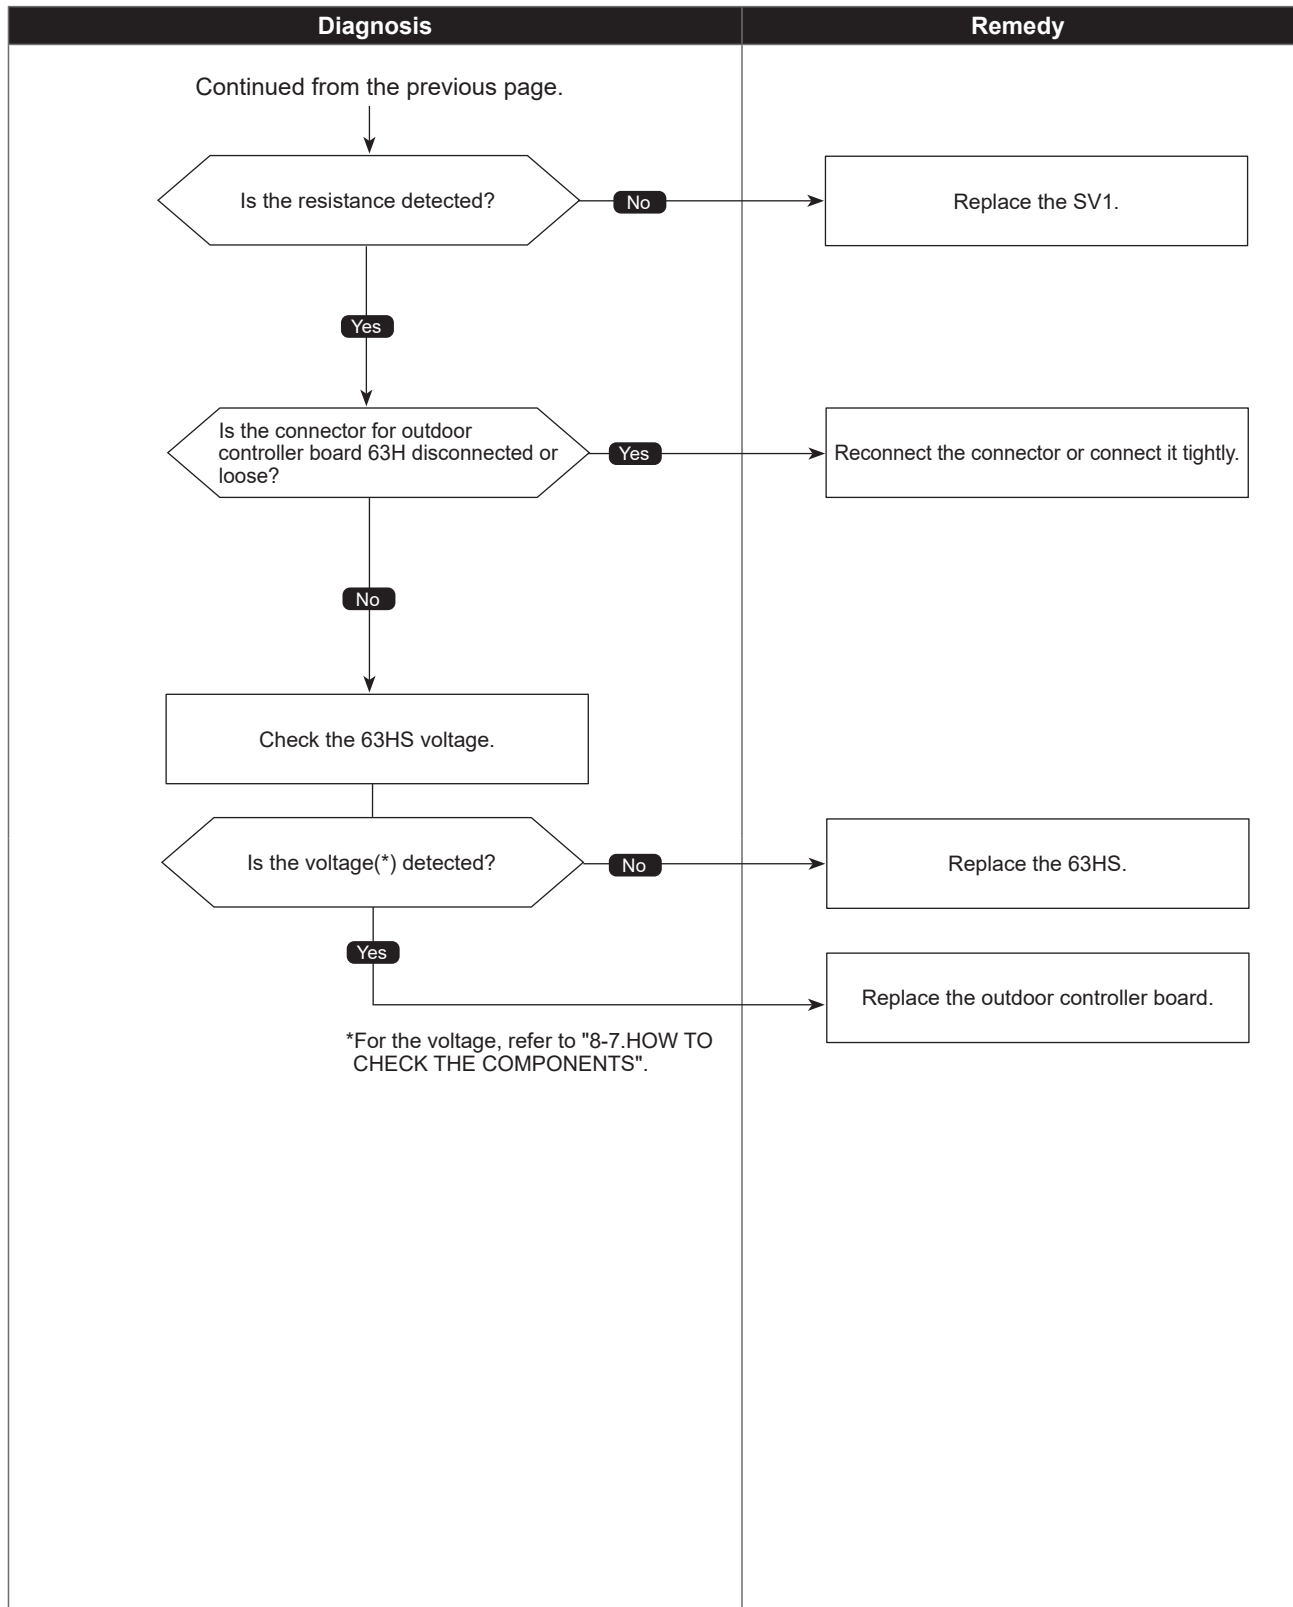 Diagnosis
Remedy
Continued from the previous page.
Is the resistance detected?
No
Replace the SV1.
Yes
Is the connector for outdoor
controller board 63H disconnected or
loose?
Yes
Reconnect the connector or connect it tightly.
No
Check the 63HS voltage.
Is the voltage(*) detected?
No
Replace the 63HS.
Yes
Replace the outdoor controller board.
*For the voltage, refer to "8-7.HOW TO
CHECK THE COMPONENTS".